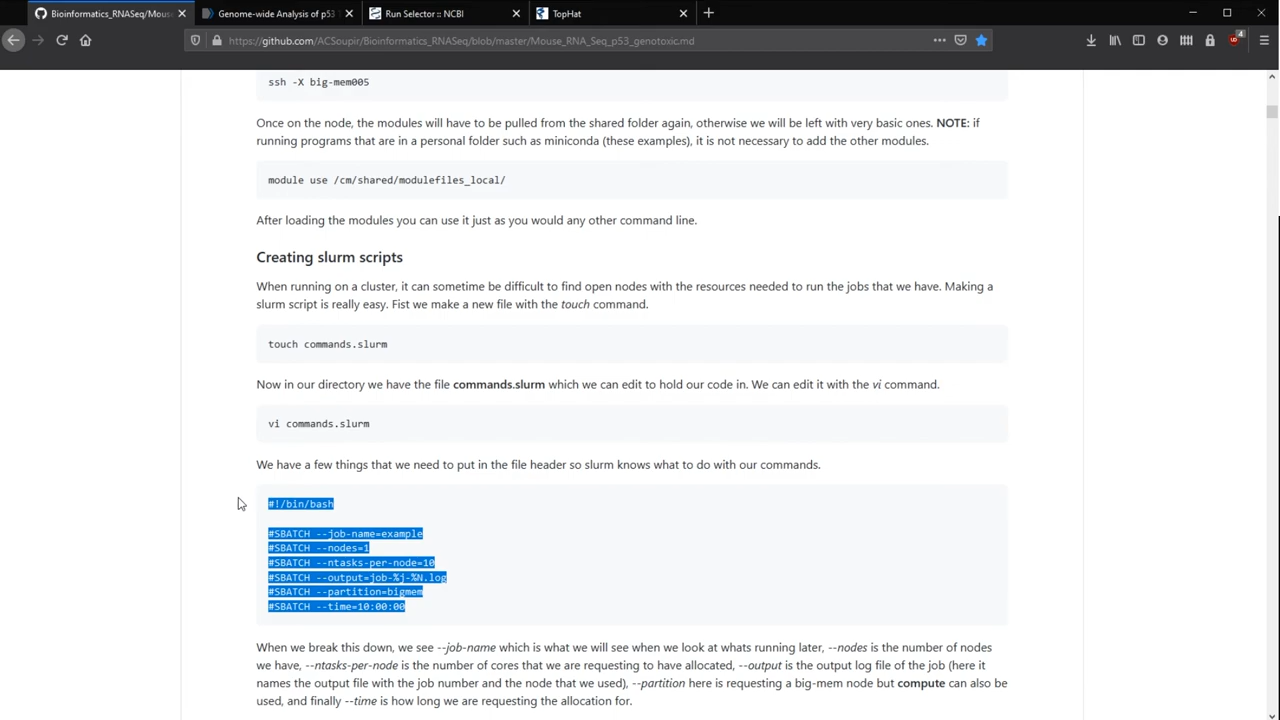 Bioinformatics_RNASeq/Mouse
Genome-wide Analysis of p53
Run Selector :: NCBI
TopHat
https://github.com/ACSoupir/Bioinformatics_RNASeq/blob/master/Mouse_RNA_Seq_p53_genotoxic.md
4
ssh -X big-mem005
Once on the node, the modules will have to be pulled from the shared folder again, otherwise we will be left with very basic ones. NOTE: if
running programs that are in a personal folder such as miniconda (these examples), it is not necessary to add the other modules.
module use /cm/shared/modulefiles_local/
After loading the modules you can use it just as you would any other command line.
Creating slurm scripts
When running on a cluster, it can sometime be difficult to find open nodes with the resources needed to run the jobs that we have. Making a
slurm script is really easy. Fist we make a new file with the touch command.
touch commands.slurm
Now in our directory we have the file commands.slurm which we can edit to hold our code in. We can edit it with the vi command.
vi commands.slurm
We have a few things that we need to put in the file header so slurm knows what to do with our commands.
#!/bin/bash
#SBATCH --job-name=example
#SBATCH --nodes=1
#SBATCH --ntasks-per-node=10
#SBATCH --output=job-%j-%N.log
#SBATCH --partition=bigmem
#SBATCH --time=10:00:00
When we break this down, we see --job-name which is what we will see when we look at whats running later, --nodes is the number of nodes
we have, --ntasks-per-node is the number of cores that we are requesting to have allocated, --output is the output log file of the job (here it
names the output file with the job number and the node that we used), --partition here is requesting a big-mem node but compute can also be
used, and finally --time is how long we are requesting the allocation for.